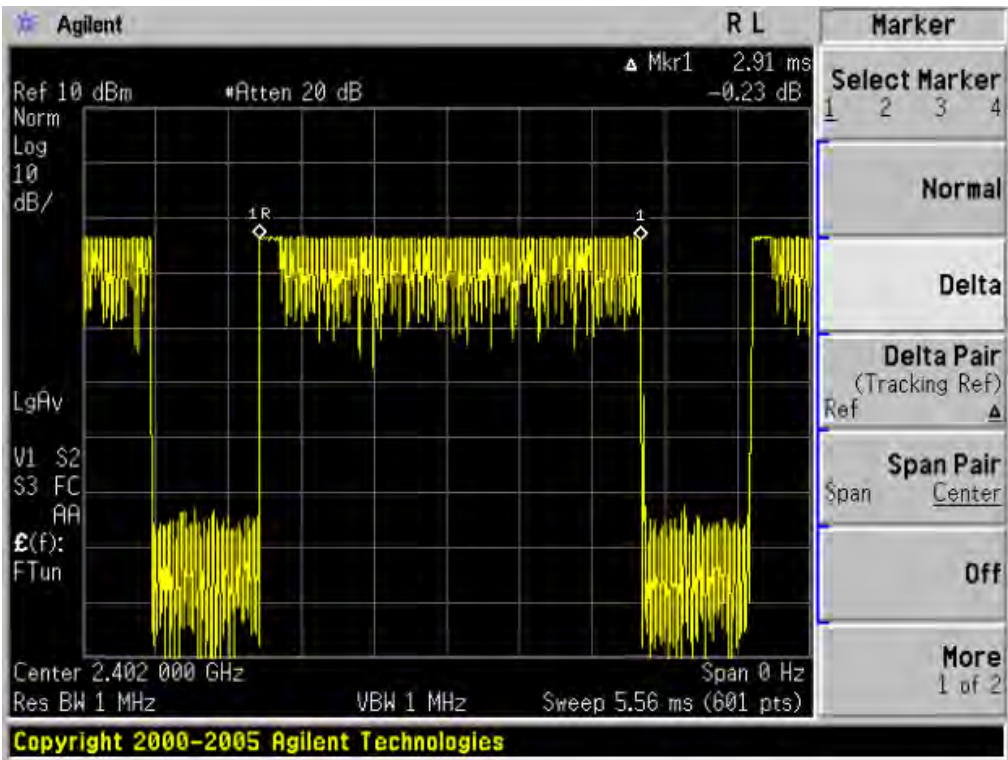 Agilent R L Marker
△ Mkr1 2.91 ms
Ref 10 dBm #Atten 20 dB -0.23 dB
Norm
Log
10
dB/
1R
1
LgAv
V1 S2
S3 FC
AA
£(f):
FTun
Center 2.402 000 GHz Span 0 Hz
Res BW 1 MHz VBW 1 MHz Sweep 5.56 ms (601 pts)
Copyright 2000-2005 Agilent Technologies
Select Marker
1 2 3 4
Normal
Delta
Delta Pair
(Tracking Ref)
Ref △
Span Pair
Span Center
Off
More
1 of 2